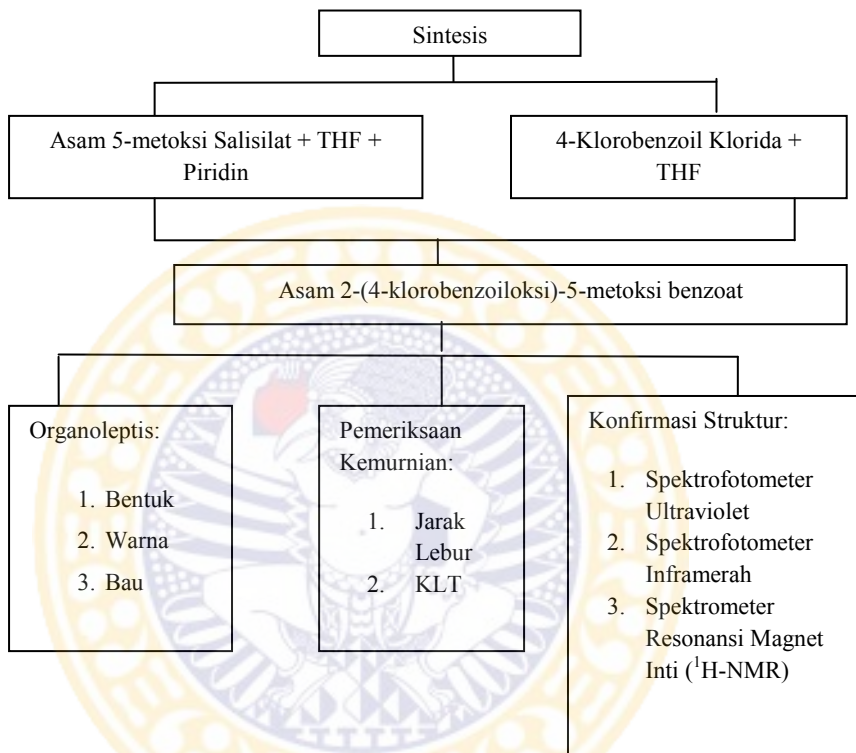 Sintesis
Asam 5-metoksi Salisilat + THF +
Piridin
4-Klorobenzoil Klorida +
THF
Asam 2-(4-klorobenzoiloksi)-5-metoksi benzoat
Organoleptis:
1. Bentuk
2. Warna
3. Bau
Pemeriksaan
Kemurnian:
1. Jarak
Lebur
2. KLT
Konfirmasi Struktur:
1. Spektrofotometer
Ultraviolet
2. Spektrofotometer
Inframerah
3. Spektrometer
Resonansi Magnet
Inti (¹H-NMR)